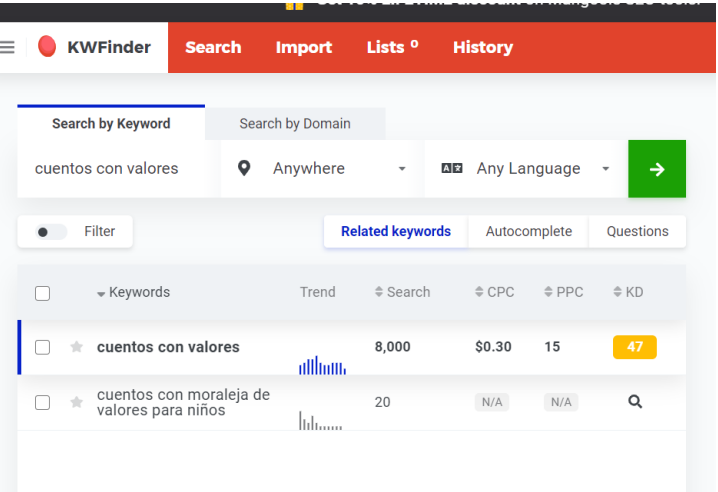 KWFinder Search Import Lists 0 History
Search by Keyword Search by Domain
cuentos con valores Anywhere Any Language
Filter Related keywords Autocomplete Questions
Keywords Trend Search CPC PPC KD
cuentos con valores 8,000 $0.30 15 47
cuentos con moraleja de
valores para niños 20 N/A N/A